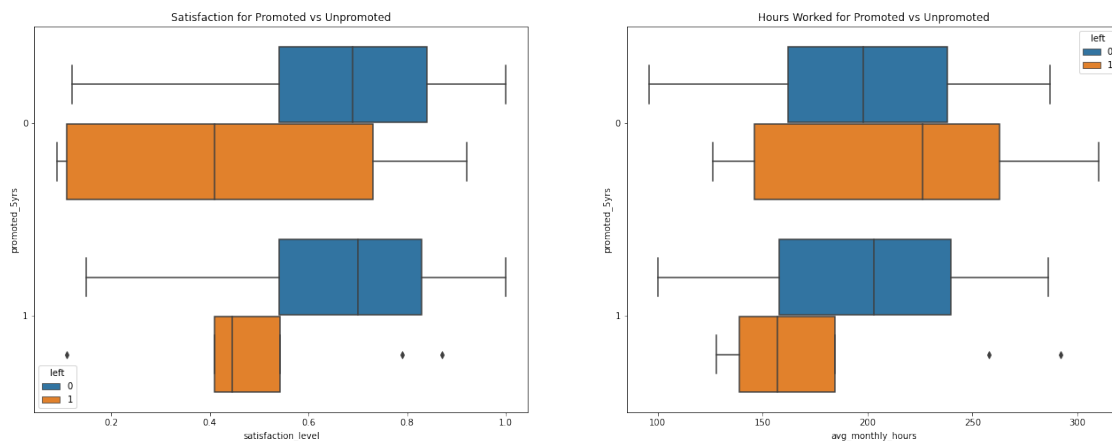 Satisfaction for Promoted vs Unpromoted
0
promoted_5yrs
1
left
0
1
0.2
0.4
0.6
0.8
1.0
satisfaction_level
Hours Worked for Promoted vs Unpromoted
left
0
1
0
promoted_5yrs
1
100
150
200
250
300
avg_monthly_hours